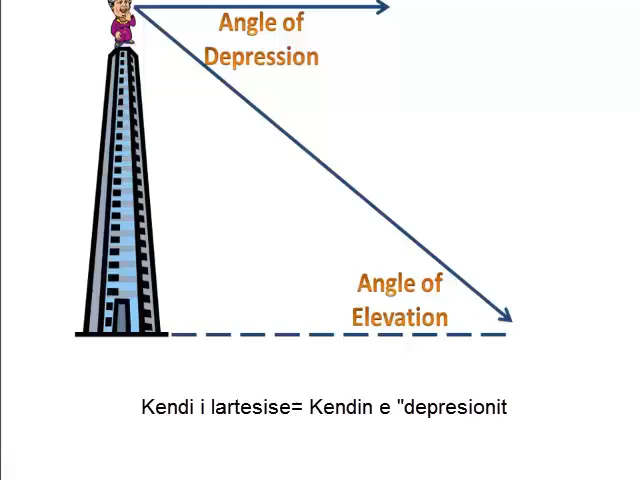 Angle of
Depression
Angle of
Elevation
Kendi i lartesise= Kendin e "depresionit